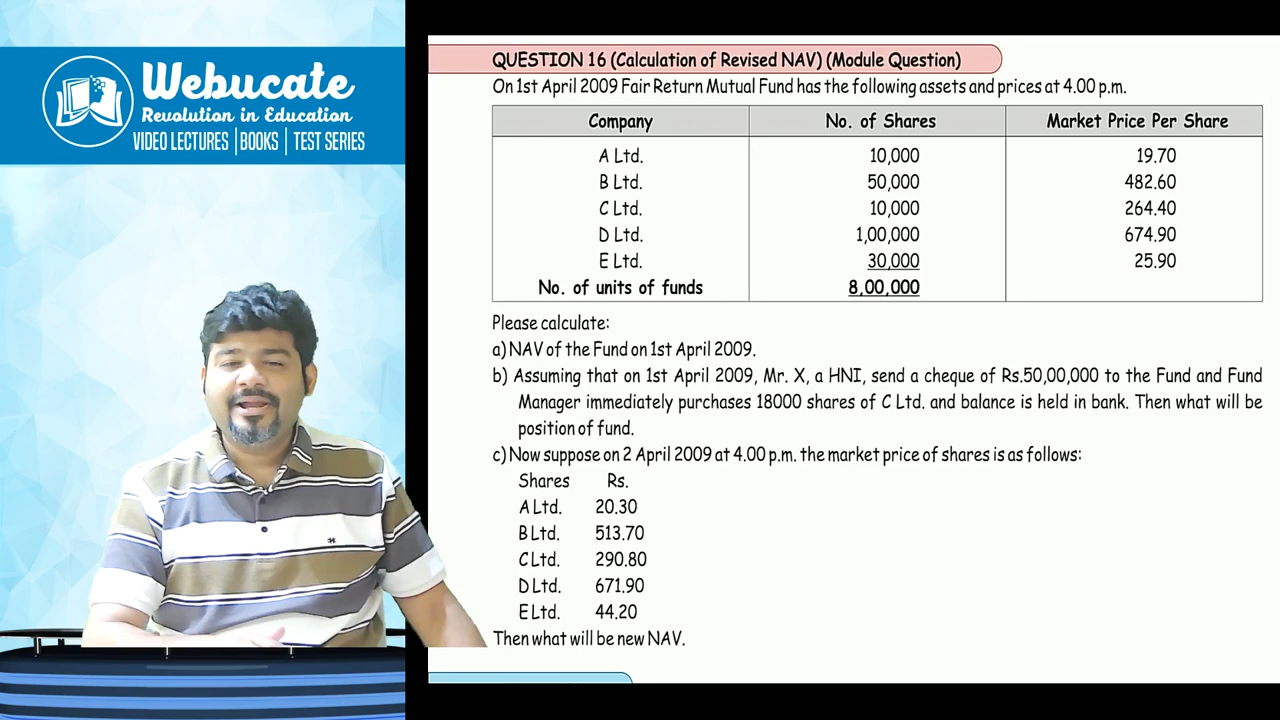 Webucate
Revolution in Education
VIDEO LECTURES | BOOKS | TEST SERIES
QUESTION 16 (Calculation of Revised NAV) (Module Question)
On 1st April 2009 Fair Return Mutual Fund has the following assets and prices at 4.00 p.m.
Company No. of Shares Market Price Per Share
A Ltd. 10,000 19.70
B Ltd. 50,000 482.60
C Ltd. 10,000 264.40
D Ltd. 1,00,000 674.90
E Ltd. 30,000 25.90
No. of units of funds 8,00,000
Please calculate:
a) NAV of the Fund on 1st April 2009.
b) Assuming that on 1st April 2009, Mr. X, a HNI, send a cheque of Rs.50,00,000 to the Fund and Fund
Manager immediately purchases 18000 shares of C Ltd. and balance is held in bank. Then what will be
position of fund.
c) Now suppose on 2 April 2009 at 4.00 p.m. the market price of shares is as follows:
Shares Rs.
A Ltd. 20.30
B Ltd. 513.70
C Ltd. 290.80
D Ltd. 671.90
E Ltd. 44.20
Then what will be new NAV.